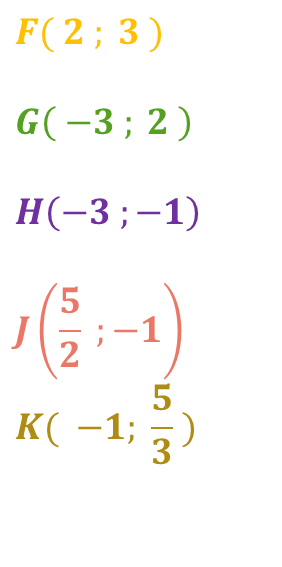 F( 2 ; 3 )
G( −3 ; 2 )
H(−3 ; −1)
J(5/2 ; −1)
K( −1; 5/3 )